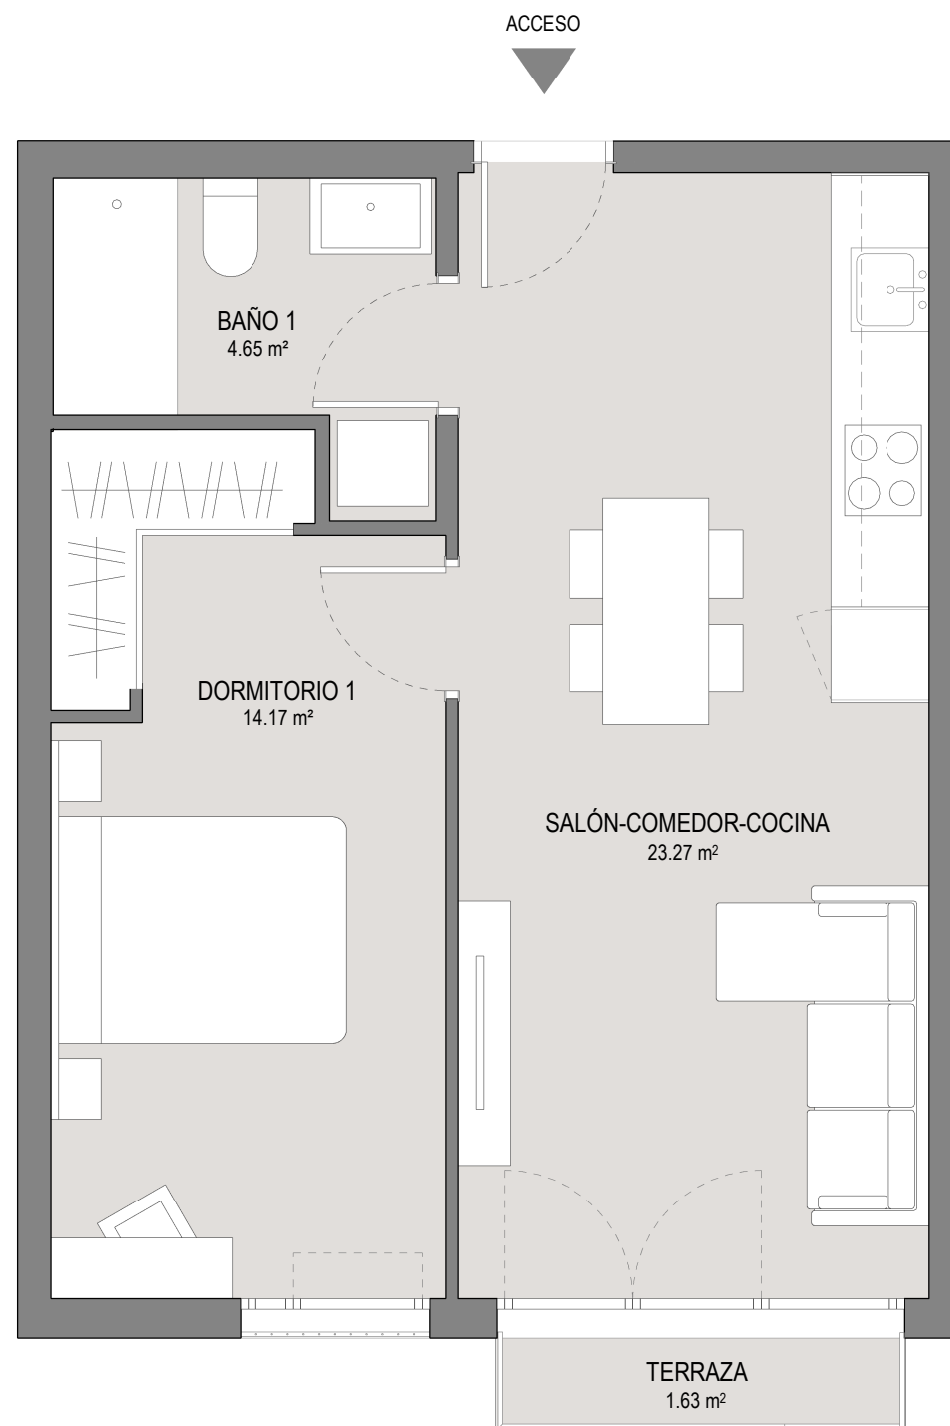 ACCESO
BAÑO 1
4.65 m²
DORMITORIO 1
14.17 m²
SALÓN-COMEDOR-COCINA
23.27 m²
TERRAZA
1.63 m²